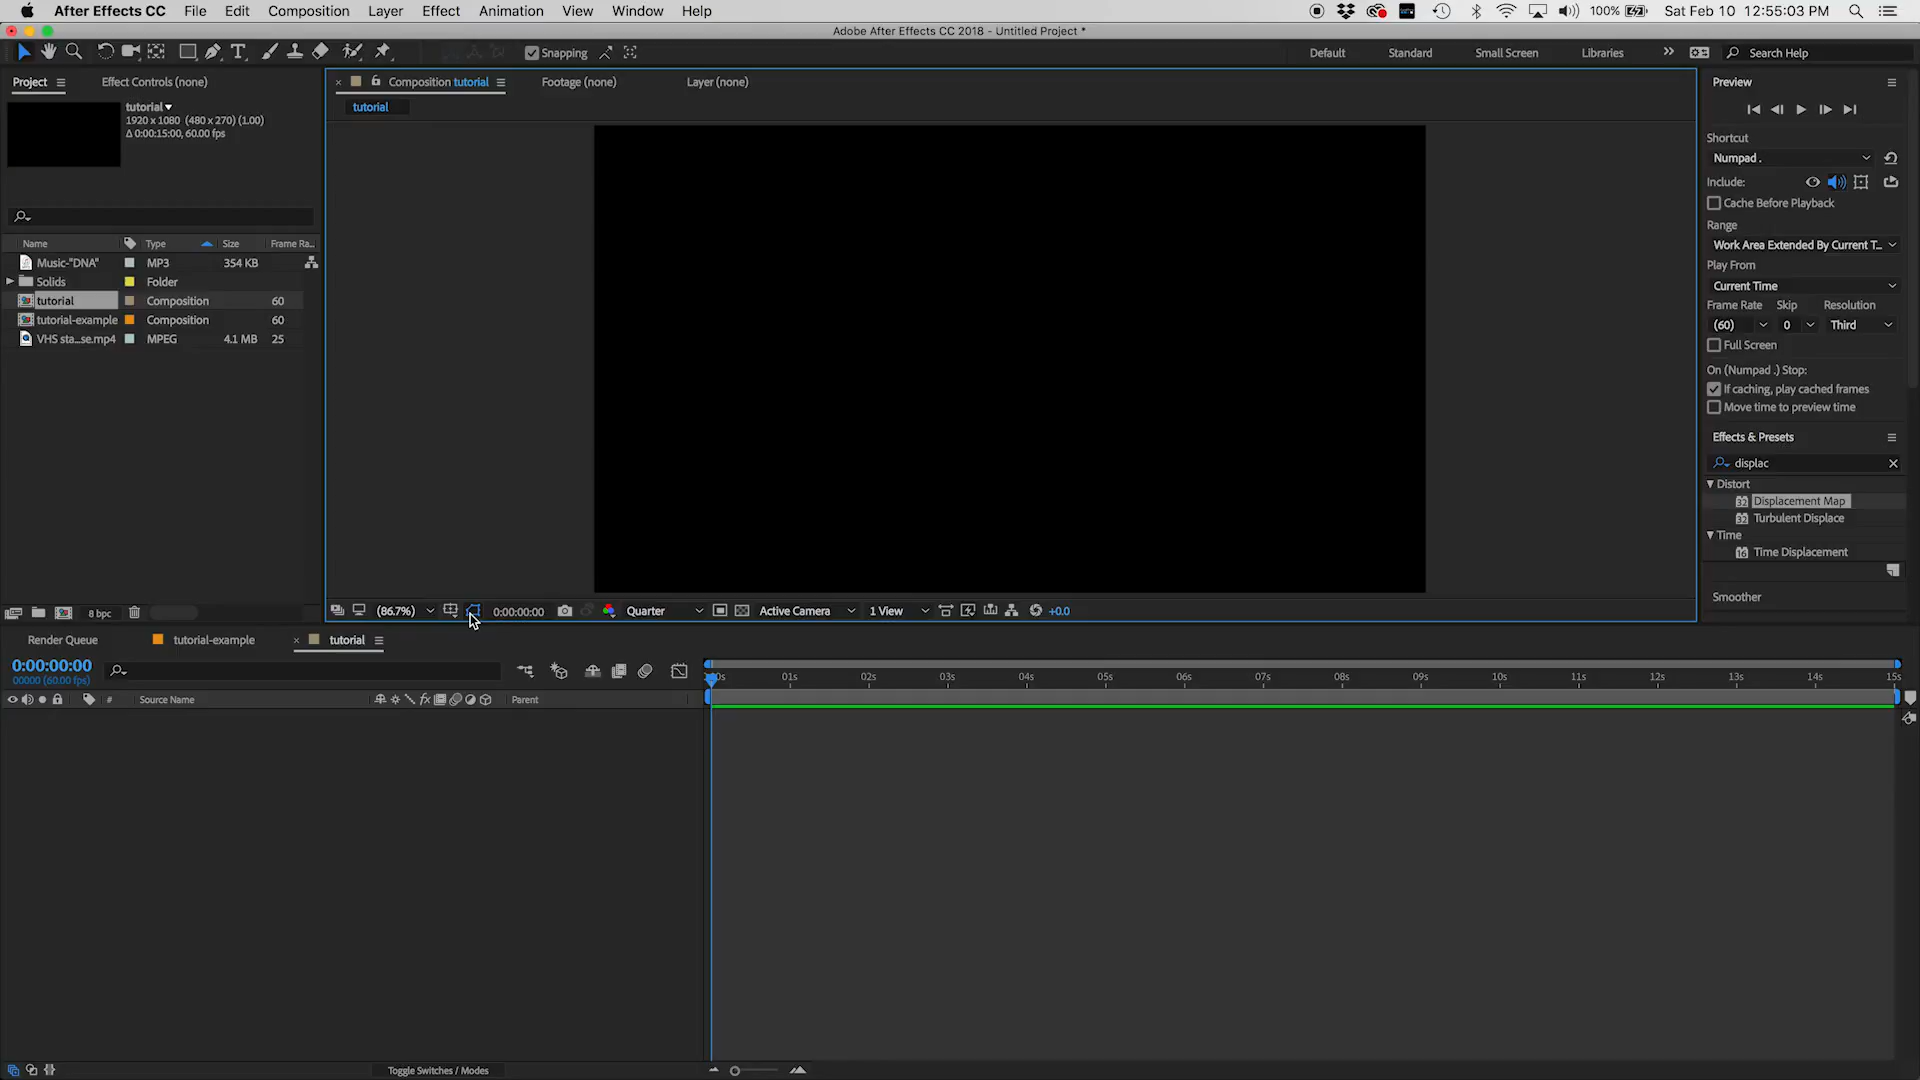 After Effects CC File Edit Composition Layer Effect Animation View Window Help 100% Sat Feb 10 12:55:03 PM
Adobe After Effects CC 2018 - Untitled Project *
Snapping Default Standard Small Screen Libraries Search Help
Project Effect Controls (none) Composition tutorial Footage (none) Layer (none) Preview
tutorial
1920 x 1080 (480 x 270) (1.00)
Δ 0:00:15:00, 60.00 fps
tutorial
Shortcut
Numpad .
Include:
Cache Before Playback
Range
Work Area Extended By Current T...
Play From
Current Time
Frame Rate Skip Resolution
(60) 0 Third
Full Screen
On (Numpad .) Stop:
If caching, play cached frames
Move time to preview time
Name Type Size Frame Ra...
Music-"DNA" MP3 354 KB
Solids Folder
tutorial Composition 60
tutorial-example Composition 60
VHS sta...se.mp4 MPEG 4.1 MB 25
Effects & Presets
displac
Distort
32 Displacement Map
32 Turbulent Displace
Time
16 Time Displacement
Smoother
8 bpc (86.7%) 0:00:00:00 Quarter Active Camera 1 View +0.0
Render Queue tutorial-example tutorial
0:00:00:00
00000 (60.00 fps)
01s 02s 03s 04s 05s 06s 07s 08s 09s 10s 11s 12s 13s 14s 15s
# Source Name fx Parent
Toggle Switches / Modes